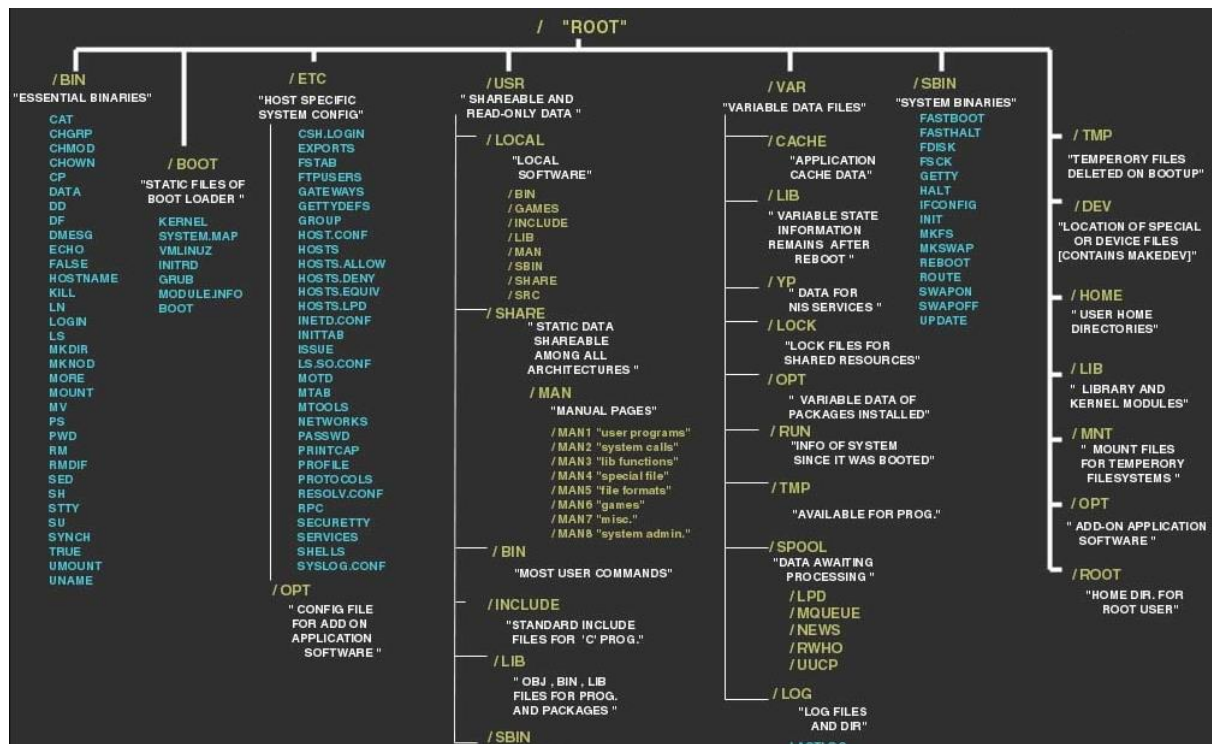 / "ROOT"
/BIN
"ESSENTIAL BINARIES"
CAT
CHGRP
CHMOD
CHOWN
CP
DATA
DD
DF
DMESG
ECHO
FALSE
HOSTNAME
KILL
LN
LOGIN
LS
MKDIR
MKNOD
MORE
MOUNT
MV
PS
PWD
RM
RMDIF
SED
SH
STTY
SU
SYNCH
TRUE
UMOUNT
UNAME
/BOOT
"STATIC FILES OF
BOOT LOADER "
KERNEL
SYSTEM.MAP
VMLINUZ
INITRD
GRUB
MODULE.INFO
BOOT
/ ETC
"HOST SPECIFIC
SYSTEM CONFIG"
CSH.LOGIN
EXPORTS
FSTAB
FTPUSERS
GATEWAYS
GETTYDEFS
GROUP
HOST.CONF
HOSTS
HOSTS.ALLOW
HOSTS.DENY
HOSTS.EQUIV
HOSTS.LPD
INETD.CONF
INITTAB
ISSUE
LS.SO.CONF
MOTD
MTAB
MTOOLS
NETWORKS
PASSWD
PRINTCAP
PROFILE
PROTOCOLS
RESOLV.CONF
RPC
SECURETTY
SERVICES
SHELLS
SYSLOG.CONF
/OPT
" CONFIG FILE
FOR ADD ON
APPLICATION
SOFTWARE "
/USR
" SHAREABLE AND
READ-ONLY DATA "
/LOCAL
"LOCAL
SOFTWARE"
/BIN
/GAMES
/INCLUDE
/LIB
/MAN
/SBIN
/SHARE
/SRC
/SHARE
" STATIC DATA
SHAREABLE
AMONG ALL
ARCHITECTURES "
/MAN
"MANUAL PAGES"
/MAN1 "user programs"
/MAN2 "system calls"
/MAN3 "lib functions"
/MAN4 "special file"
/MAN5 "file formats"
/MAN6 "games"
/MAN7 "misc."
/MAN8 "system admin."
/BIN
"MOST USER COMMANDS"
/INCLUDE
"STANDARD INCLUDE
FILES FOR 'C' PROG."
/LIB
" OBJ , BIN , LIB
FILES FOR PROG.
AND PACKAGES "
/SBIN
/VAR
"VARIABLE DATA FILES"
/CACHE
"APPLICATION
CACHE DATA"
/LIB
" VARIABLE STATE
INFORMATION
REMAINS AFTER
REBOOT "
/YP
" DATA FOR
NIS SERVICES "
/LOCK
"LOCK FILES FOR
SHARED RESOURCES"
/OPT
" VARIABLE DATA OF
PACKAGES INSTALLED"
/RUN
"INFO OF SYSTEM
SINCE IT WAS BOOTED"
/TMP
"AVAILABLE FOR PROG."
/SPOOL
"DATA AWAITING
PROCESSING "
/LPD
/MQUEUE
/NEWS
/RWHO
/UUCP
/LOG
"LOG FILES
AND DIR"
/SBIN
"SYSTEM BINARIES"
FASTBOOT
FASTHALT
FDISK
FSCK
GETTY
HALT
IFCONFIG
INIT
MKFS
MKSWAP
REBOOT
ROUTE
SWAPON
SWAPOFF
UPDATE
/TMP
"TEMPERORY FILES
DELETED ON BOOTUP"
/DEV
"LOCATION OF SPECIAL
OR DEVICE FILES
[CONTAINS MAKEDEV]"
/HOME
" USER HOME
DIRECTORIES"
/LIB
" LIBRARY AND
KERNEL MODULES"
/MNT
" MOUNT FILES
FOR TEMPERORY
FILESYSTEMS "
/OPT
" ADD-ON APPLICATION
SOFTWARE "
/ROOT
"HOME DIR. FOR
ROOT USER"